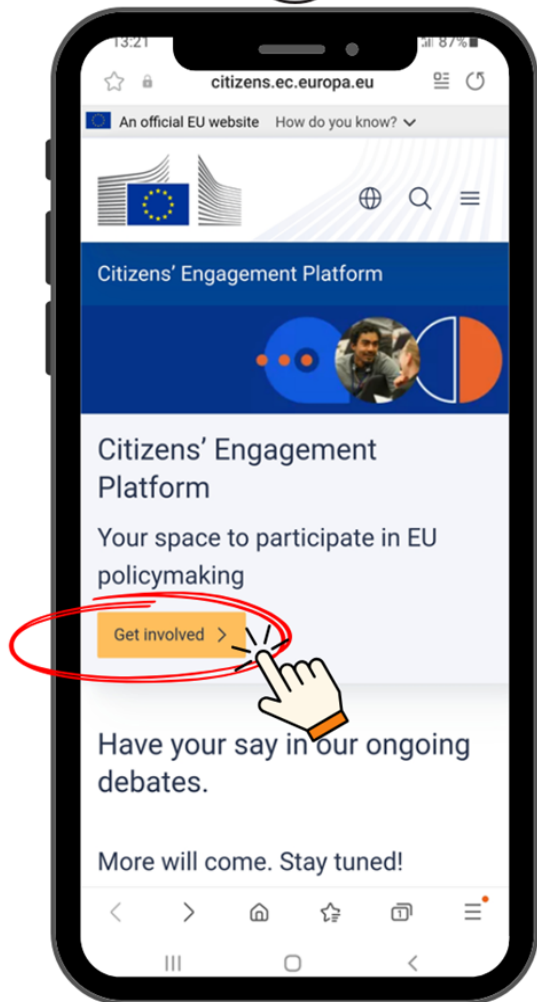 13:21 87%
citizens.ec.europa.eu
An official EU website How do you know?
Citizens' Engagement Platform
Citizens' Engagement
Platform
Your space to participate in EU
policymaking
Get involved
Have your say in our ongoing
debates.
More will come. Stay tuned!
1